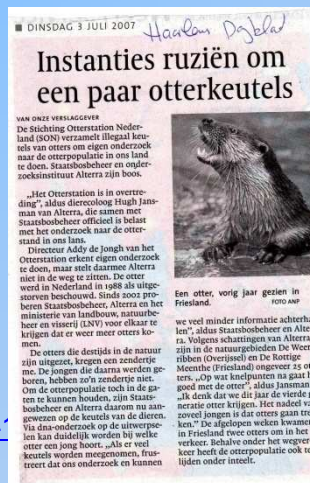 ■ DINSDAG 3 JULI 2007
Haarlems Dagblad
Instanties ruziën om
een paar otterkeutels
VAN ONZE VERSLAGGEVER
De Stichting Otterstation Neder-
land (SON) verzamelt illegaal keu-
tels van otters om eigen onderzoek
naar de otterpopulatie in ons land
te doen. Staatsbosbeheer en onder-
zoeksinstituut Alterra zijn boos.
„Het Otterstation is in overtre-
ding”, aldus dierecoloog Hugh Jans-
man van Alterra, die samen met
Staatsbosbeheer officieel is belast
met het onderzoek naar de otter-
stand in ons lans.
Directeur Addy de Jongh van het
Otterstation erkent eigen onderzoek
te doen, maar stelt daarmee Alterra
niet in de weg te zitten. De otter
werd in Nederland in 1988 als uitge-
storven beschouwd. Sinds 2002 pro-
beren Staatsbosbeheer, Alterra en het
ministerie van landbouw, natuurbe-
heer en visserij (LNV) voor elkaar te
krijgen dat er weer meer otters ko-
men.
De otters die destijds in de natuur
zijn uitgezet, kregen een zendertje
me. De jongen die daarna werden ge-
boren, hebben zo'n zendertje niet.
Om de otterpopulatie toch in de ga-
ten te kunnen houden, zijn Staats-
bosbeheer en Alterra daarom nu aan-
gewezen op de keutels van de dieren.
Via dna-onderzoek op de uitwerpse-
len kan duidelijk worden bij welke
otter een jong hoort. „Als er veel
keutels worden meegenomen, frus-
treert dat ons onderzoek en kunnen
Een otter, vorig jaar gezien in
Friesland.
FOTO ANP
we veel minder informatie achterha-
len”, aldus Staatsbosbeheer en Alter-
ra. Volgens schattingen van Alterra
zijn in de natuurgebieden De Weer-
ribben (Overijssel) en De Rottige
Meenthe (Friesland) ongeveer 25 ot-
ters. „Op wat knelpunten na gaat h
goed met de otter”, aldus Jansman
„Ik denk dat we dit jaar de vierde g
neratie otter krijgen. Het nadeel va
zoveel jongen is dat otters gaan tre
ken.” De afgelopen weken kwamen
in Friesland twee otters om in het
verkeer. Behalve onder het wegver
keer heeft de otterpopulatie ook te
lijden onder inteelt.